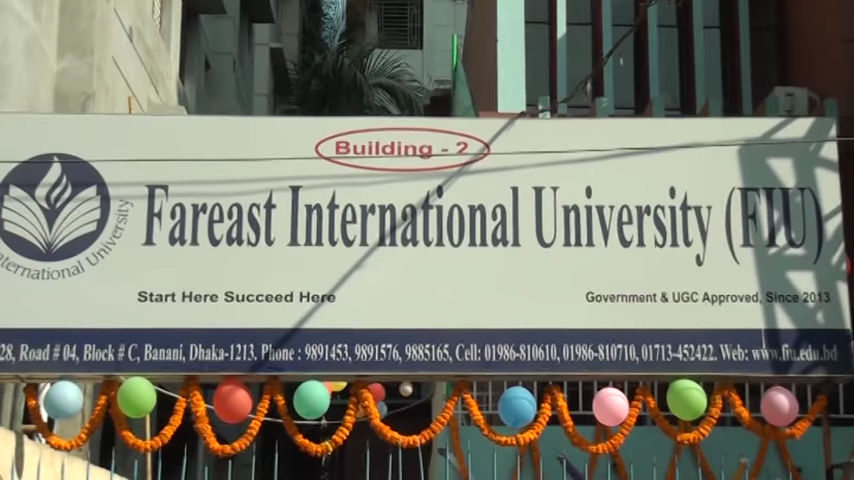 Building - 2
Fareast International University (FIU)
International University
Start Here Succeed Here
Government & UGC Approved, Since 2013
28, Road # 04, Block # C, Banani, Dhaka-1213. Phone : 9891453, 9891576, 9885165, Cell: 01986-810610, 01986-810710, 01713-452422. Web: www.fiu.edu.bd